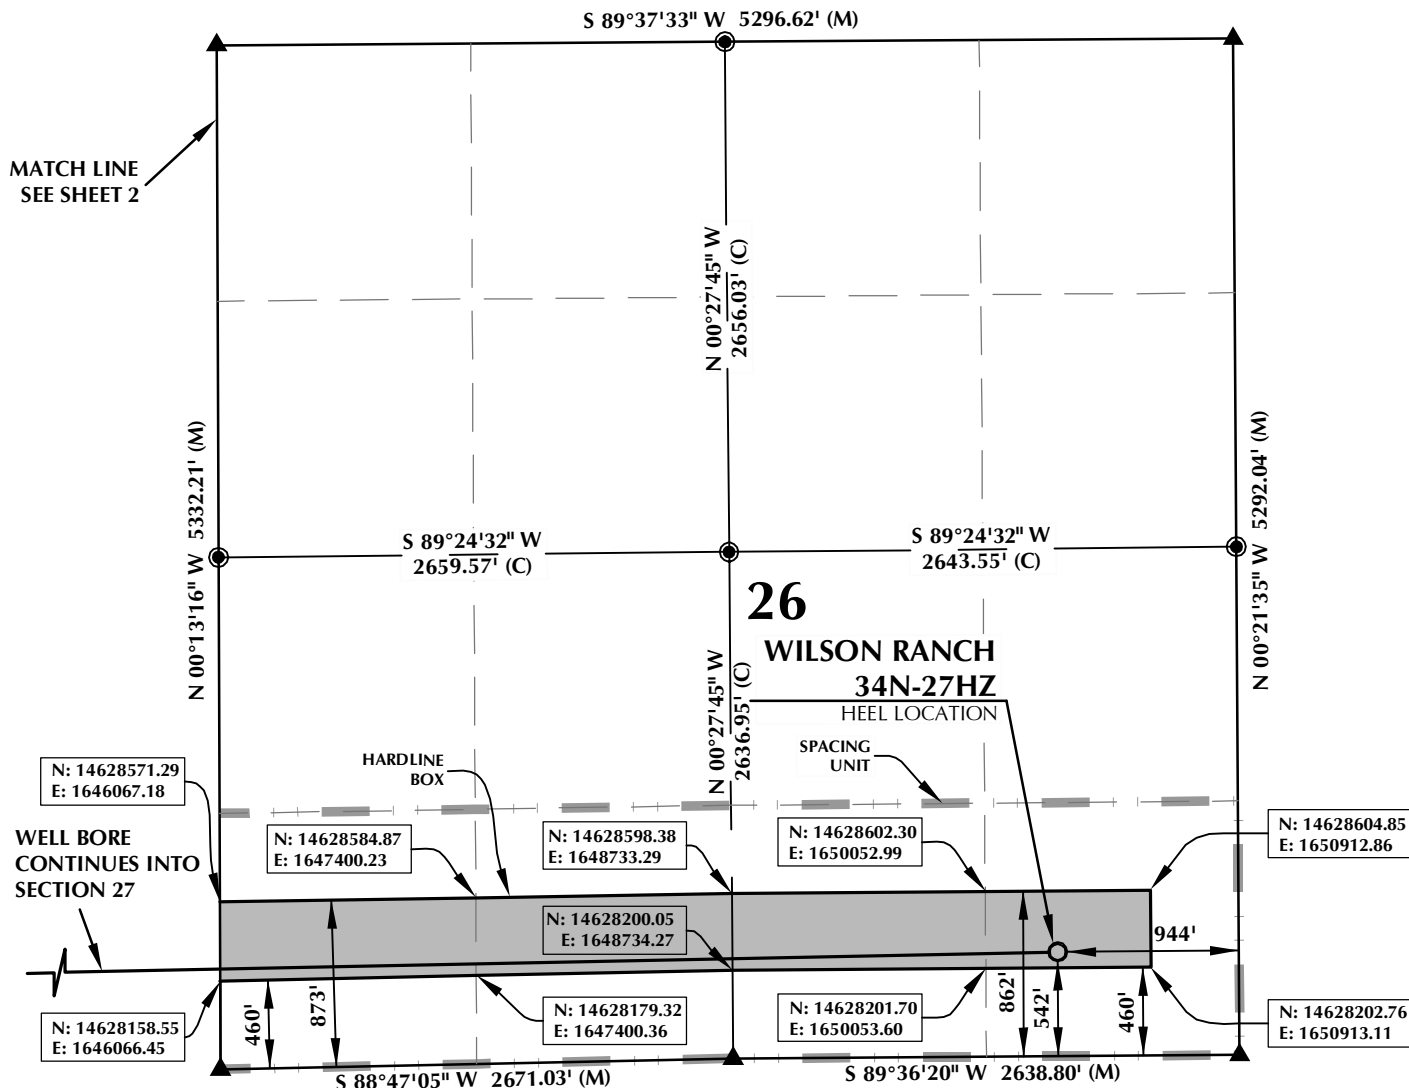 S 89°37'33" W 5296.62' (M)
MATCH LINE
SEE SHEET 2
N 00°27'45" W
2656.03' (C)
N 00°13'16" W 5332.21' (M)
N 00°21'35" W 5292.04' (M)
S 89°24'32" W
2659.57' (C)
S 89°24'32" W
2643.55' (C)
26
WILSON RANCH
34N-27HZ
HEEL LOCATION
N 00°27'45" W
2636.95' (C)
HARDLINE
BOX
SPACING
UNIT
N: 14628571.29
E: 1646067.18
WELL BORE
CONTINUES INTO
SECTION 27
N: 14628584.87
E: 1647400.23
N: 14628598.38
E: 1648733.29
N: 14628602.30
E: 1650052.99
N: 14628604.85
E: 1650912.86
N: 14628200.05
E: 1648734.27
944'
N: 14628158.55
E: 1646066.45
460'
873'
N: 14628179.32
E: 1647400.36
N: 14628201.70
E: 1650053.60
862'
542'
460'
N: 14628202.76
E: 1650913.11
S 88°47'05" W 2671.03' (M)
S 89°36'20" W 2638.80' (M)